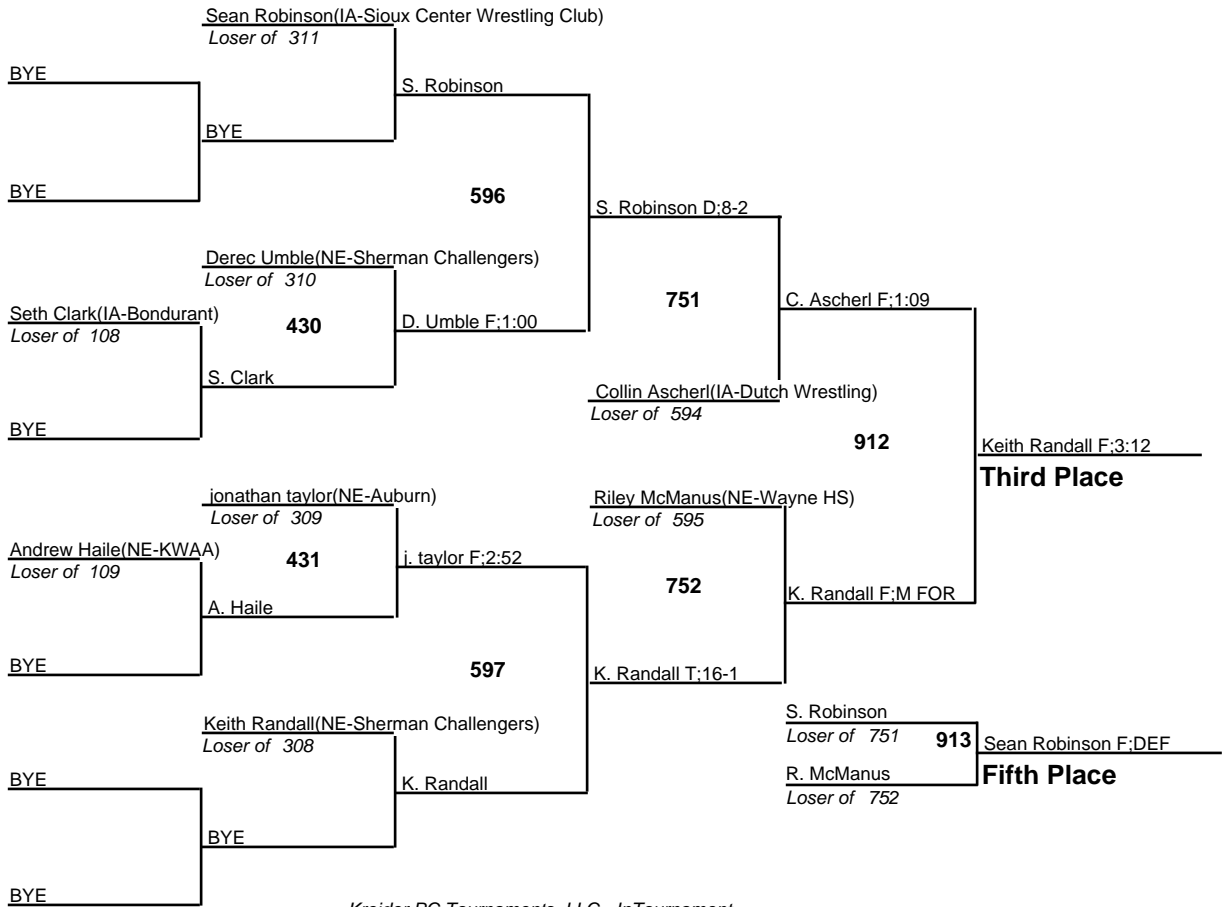 Sean Robinson(IA-Sioux Center Wrestling Club)
Loser of 311
BYE
S. Robinson
BYE
BYE
596
S. Robinson D;8-2
Derec Umble(NE-Sherman Challengers)
Loser of 310
751
C. Ascherl F;1:09
Seth Clark(IA-Bondurant)
Loser of 108
430
D. Umble F;1:00
S. Clark
Collin Ascherl(IA-Dutch Wrestling)
Loser of 594
BYE
912
Keith Randall F;3:12
Third Place
jonathan taylor(NE-Auburn)
Loser of 309
Riley McManus(NE-Wayne HS)
Loser of 595
Andrew Haile(NE-KWAA)
Loser of 109
431
j. taylor F;2:52
752
A. Haile
K. Randall F;M FOR
BYE
597
K. Randall T;16-1
Keith Randall(NE-Sherman Challengers)
Loser of 308
S. Robinson
Loser of 751
913
Sean Robinson F;DEF
Fifth Place
BYE
K. Randall
R. McManus
Loser of 752
BYE
BYE